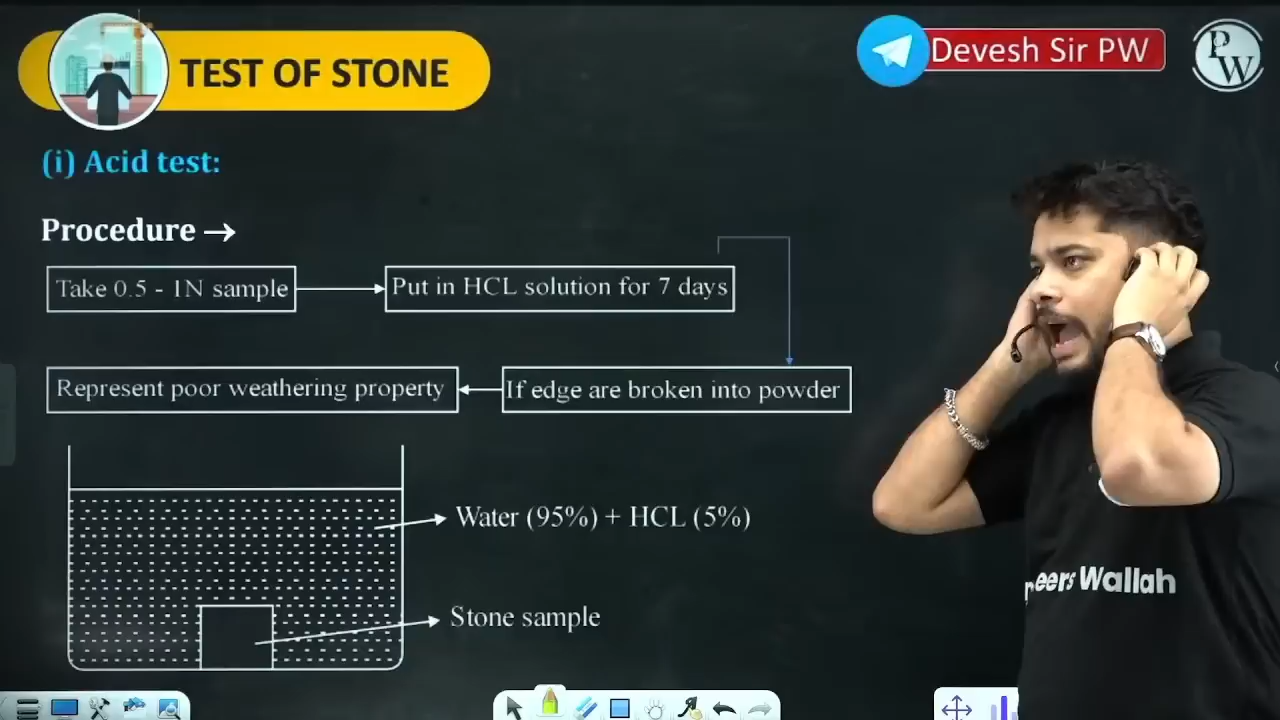 TEST OF STONE
Devesh Sir PW
PW
(i) Acid test:
Procedure →
Take 0.5 - 1N sample
Put in HCL solution for 7 days
Represent poor weathering property
If edge are broken into powder
Water (95%) + HCL (5%)
Stone sample
eers Wallah